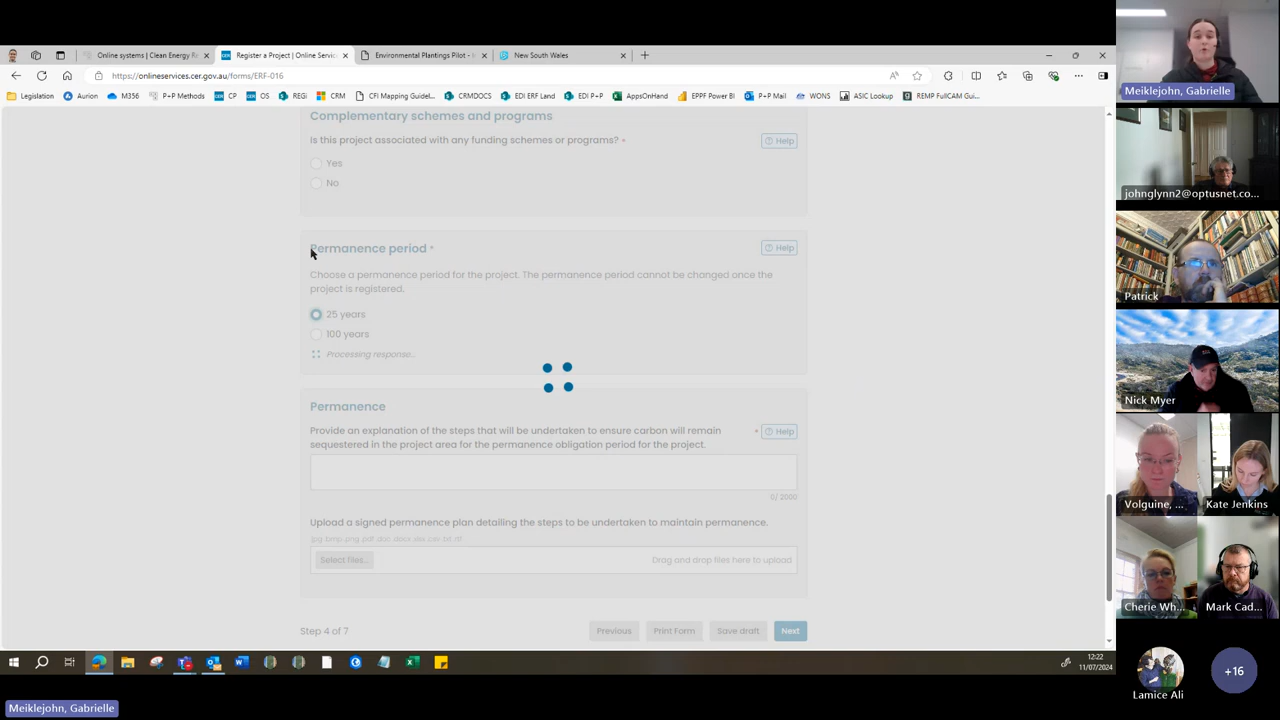 Online systems | Clean Energy Re
Register a Project | Online Servic
Environmental Plantings Pilot -
New South Wales
https://onlineservices.cer.gov.au/forms/ERF-016
Legislation
Aurion
M356
P+P Methods
CP
OS
REGI
CRM
CFI Mapping Guidel...
CRMDOCS
EDI ERF Land
EDI P+P
AppsOnHand
EPPF Power BI
P+P Mail
WONS
ASIC Lookup
REMP FullCAM Gui...
Complementary schemes and programs
Is this project associated with any funding schemes or programs? *
Help
Yes
No
Permanence period *
Help
Choose a permanence period for the project. The permanence period cannot be changed once the
project is registered.
25 years
100 years
Processing response...
Permanence
Provide an explanation of the steps that will be undertaken to ensure carbon will remain
sequestered in the project area for the permanence obligation period for the project.
* Help
0/ 2000
Upload a signed permanence plan detailing the steps to be undertaken to maintain permanence.
Select files...
Drag and drop files here to upload
Step 4 of 7
Previous
Print Form
Save draft
Next
12:22
11/07/2024
Meiklejohn, Gabrielle
johnglynn2@optusnet.co...
Patrick
Nick Myer
Volguine, ...
Kate Jenkins
Cherie Wh...
Mark Cad...
Lamice Ali
+16
Meiklejohn, Gabrielle